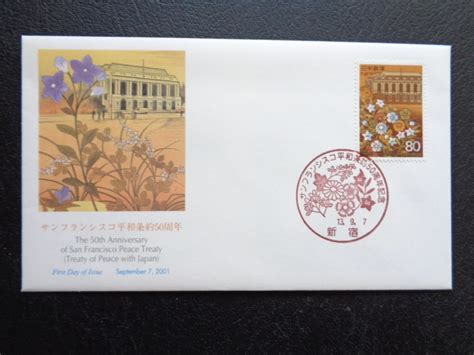 サンフランシスコ平和条約50周年
The 50th Anniversary
of San Francisco Peace Treaty
(Treaty of Peace with Japan)
First Day of Issue September 7, 2001
日本郵便
80
サンフランシスコ平和条約50周年記念
13. 9. 7
新宿